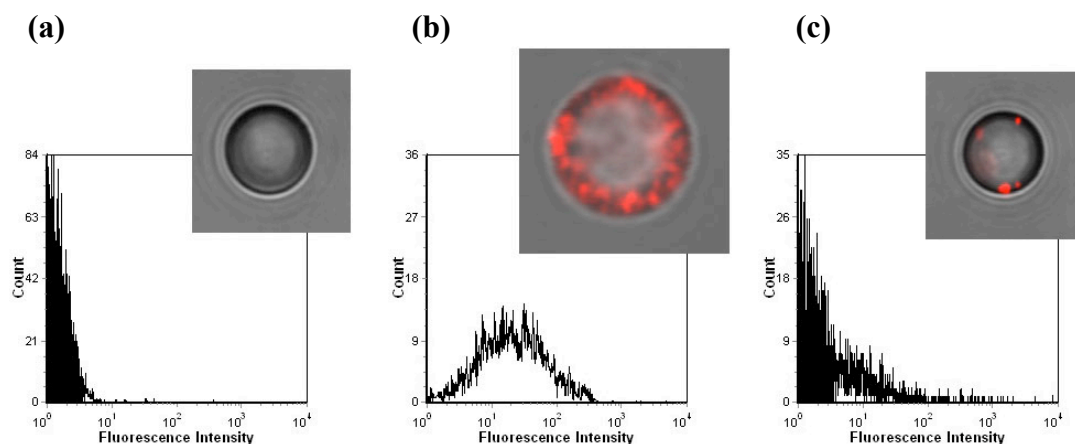 (a)
(b)
(c)
84
63
42
21
0
Count
10⁰ 10¹ 10² 10³ 10⁴
Fluorescence Intensity
36
27
18
9
0
Count
10⁰ 10¹ 10² 10³ 10⁴
Fluorescence Intensity
35
26
18
9
0
Count
10⁰ 10¹ 10² 10³ 10⁴
Fluorescence Intensity